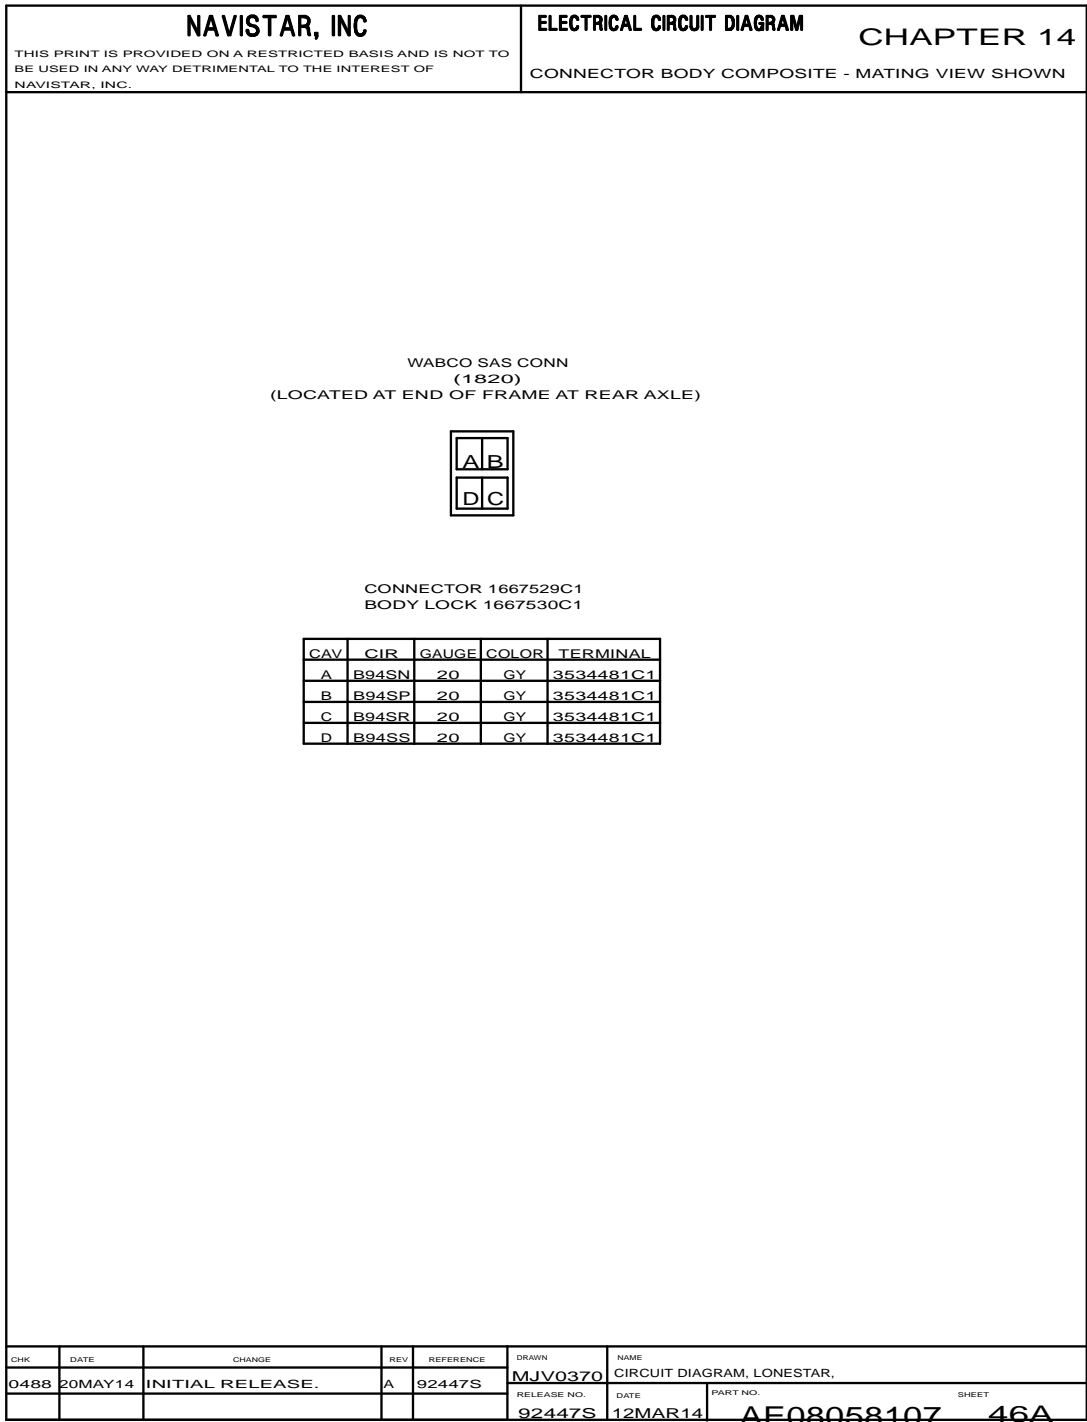 NAVISTAR, INC
THIS PRINT IS PROVIDED ON A RESTRICTED BASIS AND IS NOT TO
BE USED IN ANY WAY DETRIMENTAL TO THE INTEREST OF
NAVISTAR, INC.
ELECTRICAL CIRCUIT DIAGRAM
CHAPTER 14
CONNECTOR BODY COMPOSITE - MATING VIEW SHOWN
WABCO SAS CONN
(1820)
(LOCATED AT END OF FRAME AT REAR AXLE)
A B
D C
CONNECTOR 1667529C1
BODY LOCK 1667530C1
CAV CIR GAUGE COLOR TERMINAL
A B94SN 20 GY 3534481C1
B B94SP 20 GY 3534481C1
C B94SR 20 GY 3534481C1
D B94SS 20 GY 3534481C1
CHK DATE CHANGE REV REFERENCE
0488 20MAY14 INITIAL RELEASE. A 92447S
DRAWN
MJV0370
NAME
CIRCUIT DIAGRAM, LONESTAR,
RELEASE NO.
92447S
DATE
12MAR14
PART NO.
AE08058107
SHEET
46A